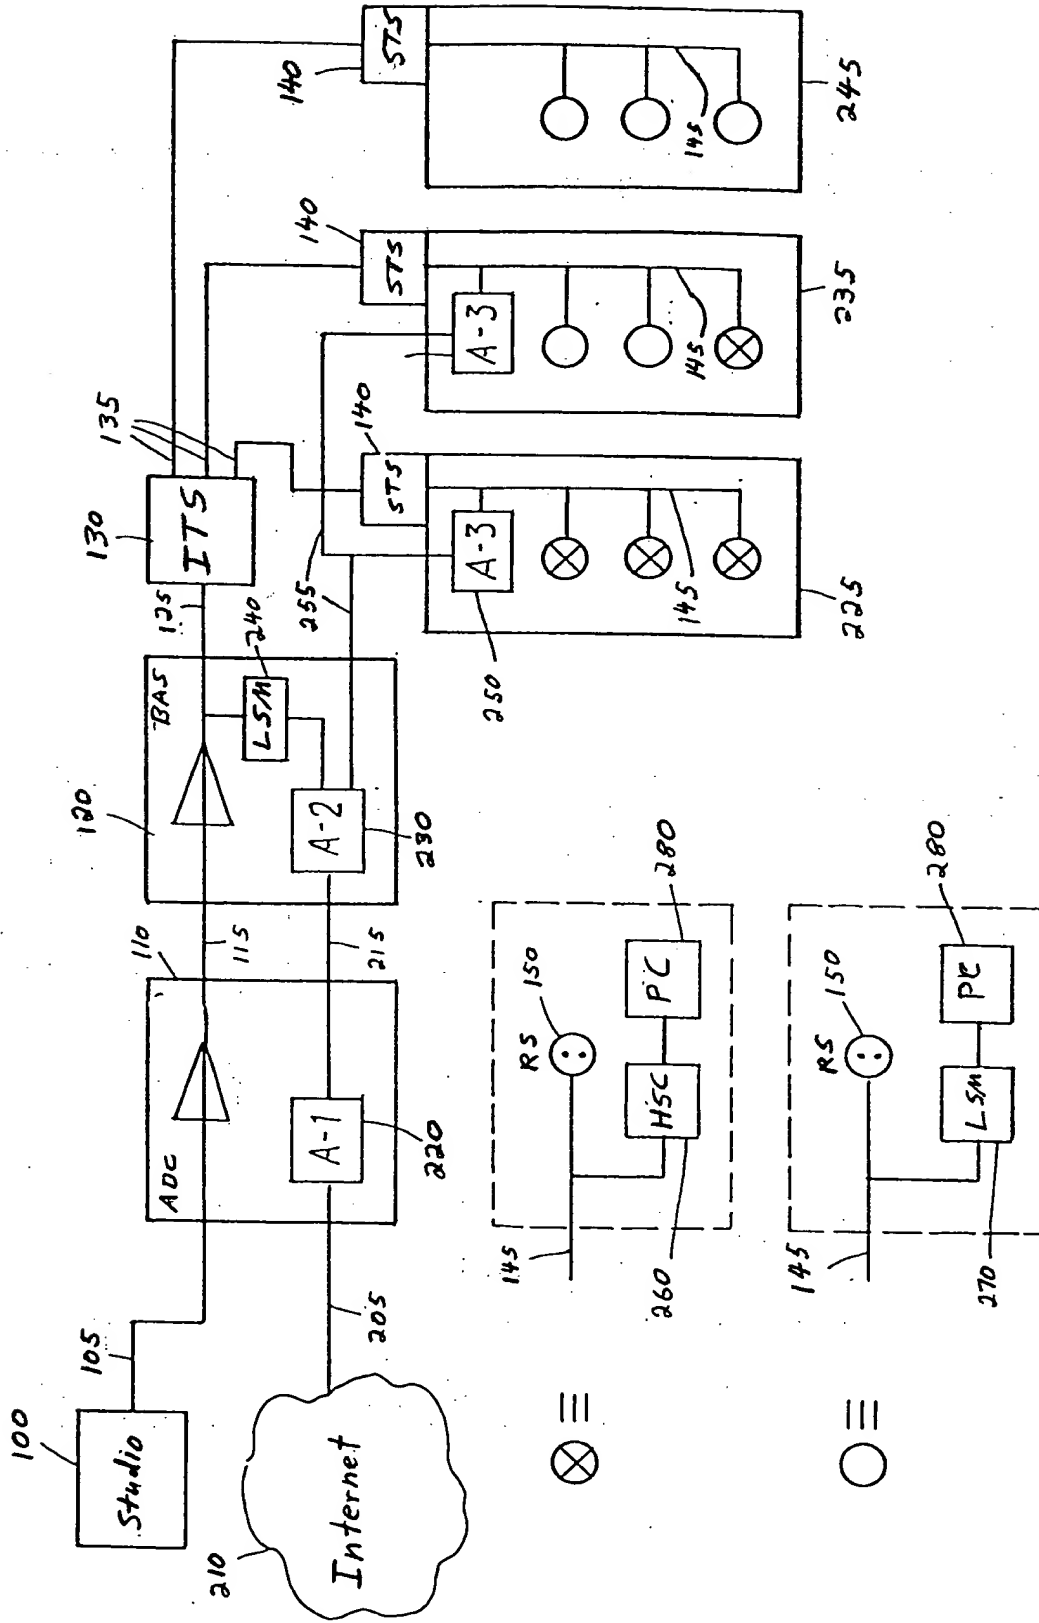 100
Studio
105
210
Internet
205
110
ADC
A-1
220
115
215
120
BAS
LSM
240
A-2
230
125
130
ITS
135
255
140
STS
A-3
250
145
225
140
STS
A-3
145
235
140
STS
145
245
145
RS
150
HSC
260
PC
280
145
RS
150
LSM
270
PC
280